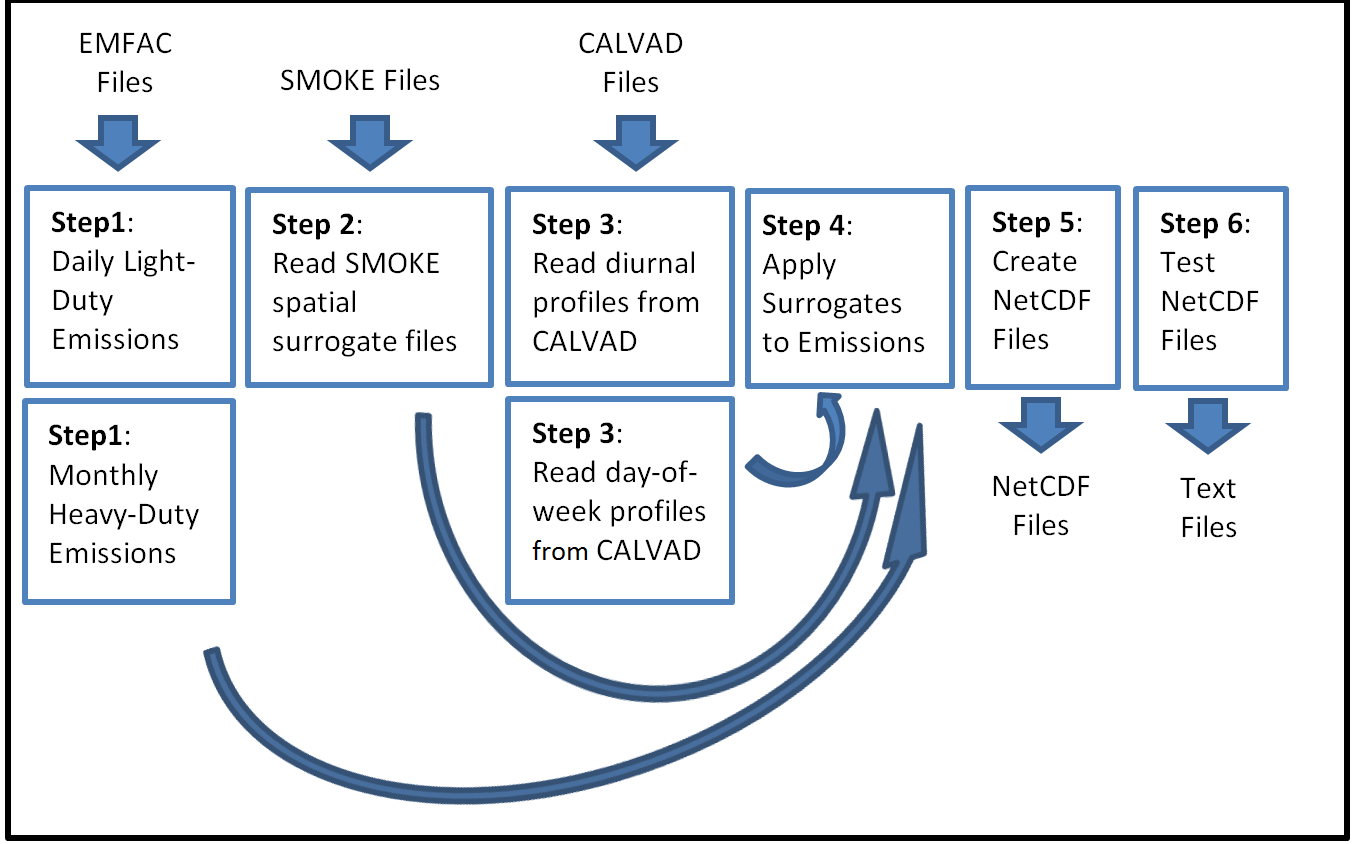 EMFAC
Files
SMOKE Files
CALVAD
Files
Step1:
Daily Light-
Duty
Emissions
Step 2:
Read SMOKE
spatial
surrogate files
Step 3:
Read diurnal
profiles from
CALVAD
Step 4:
Apply
Surrogates
to Emissions
Step 5:
Create
NetCDF
Files
Step 6:
Test
NetCDF
Files
Step1:
Monthly
Heavy-Duty
Emissions
Step 3:
Read day-of-
week profiles
from CALVAD
NetCDF
Files
Text
Files